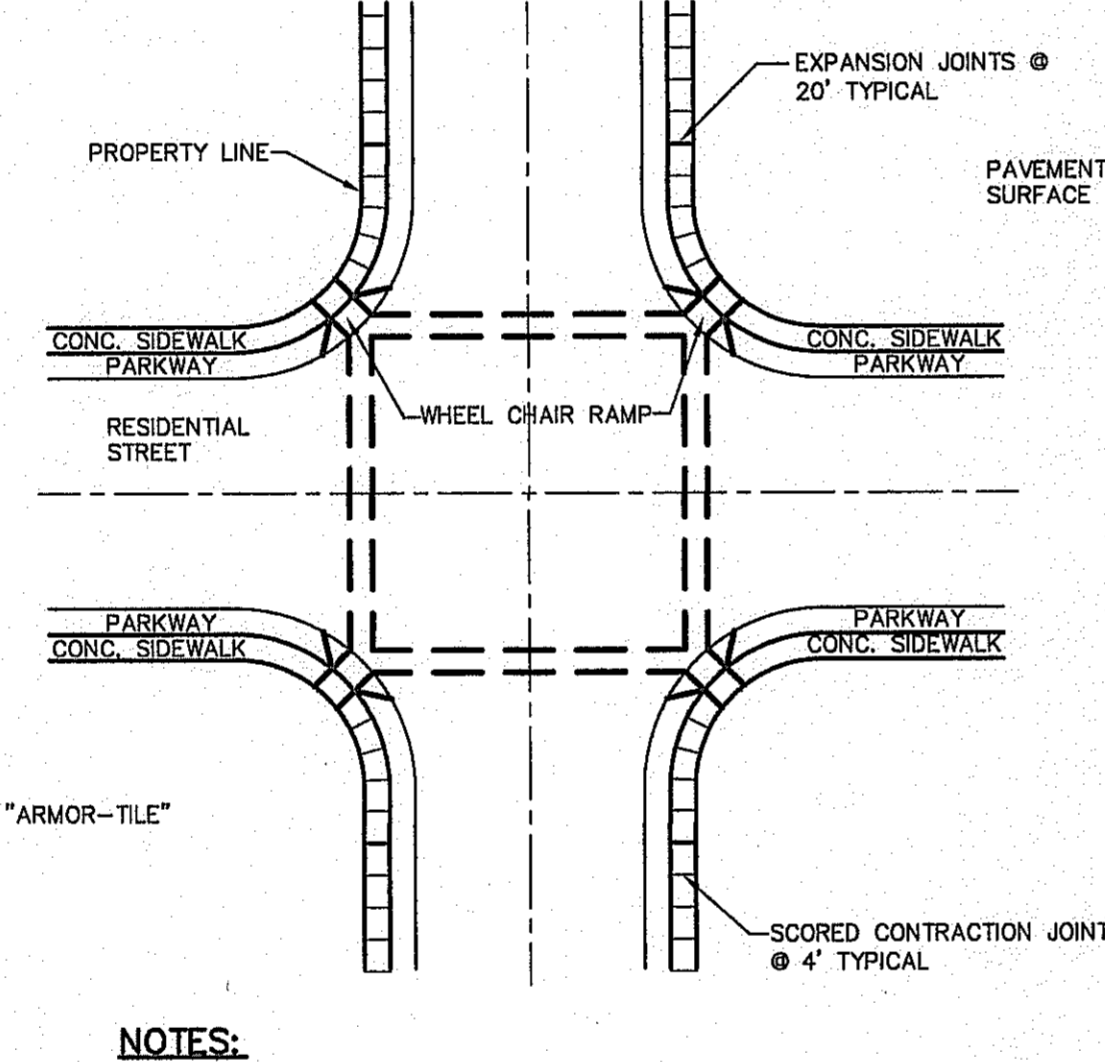 EXPANSION JOINTS @
20' TYPICAL
PROPERTY LINE
PAVEMENT
SURFACE
CONC. SIDEWALK
PARKWAY
CONC. SIDEWALK
PARKWAY
WHEEL CHAIR RAMP
RESIDENTIAL
STREET
PARKWAY
CONC. SIDEWALK
PARKWAY
CONC. SIDEWALK
"ARMOR-TILE"
SCORED CONTRACTION JOINT
@ 4' TYPICAL
NOTES: